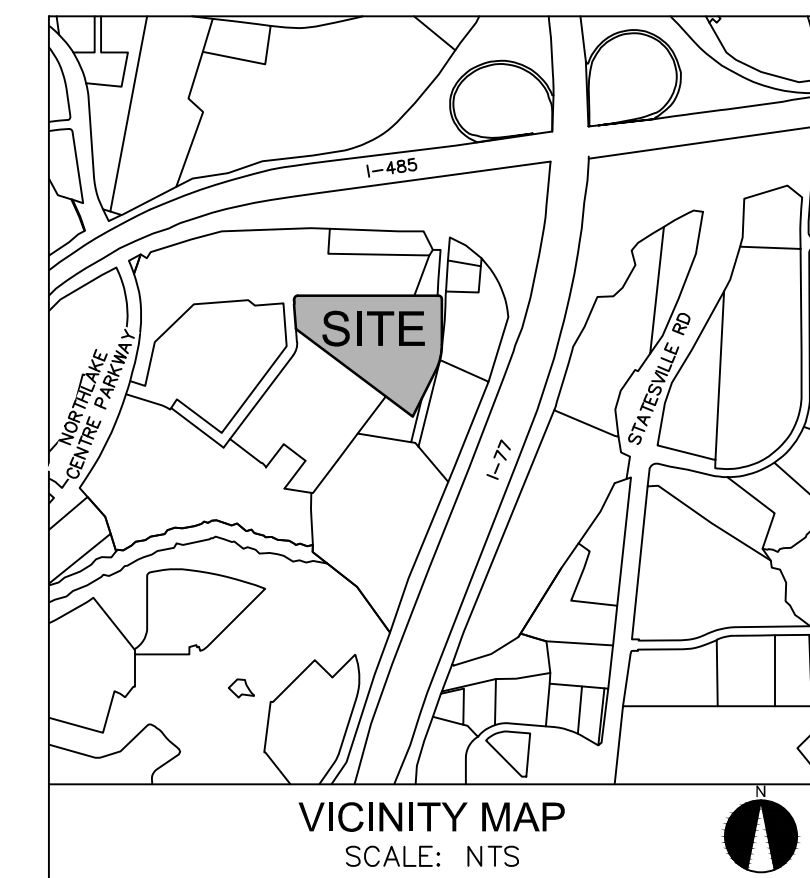 I-485
SITE
NORTHLAKE
CENTRE PARKWAY
STATESVILLE RD
I-77
VICINITY MAP
SCALE: NTS
N